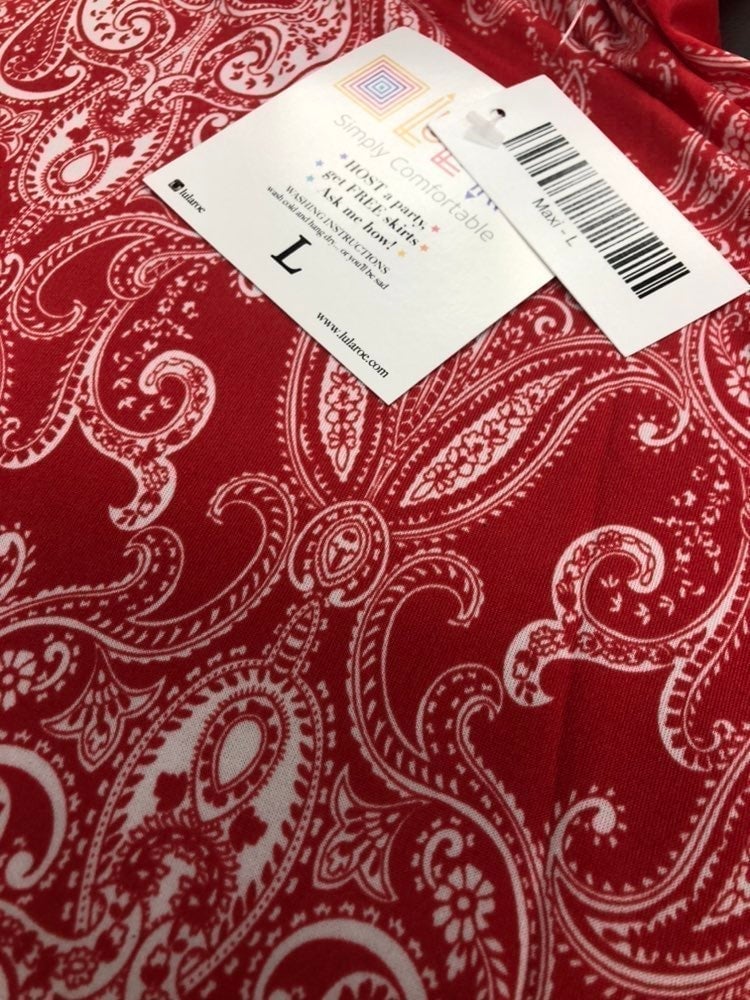 Simply Comfortable
HOST a party,
get FREE skirts
Ask me how!
WASHING INSTRUCTIONS
wash cold and hang dry... or you'll be sad
L
lularoe
www.lularoe.com
Maxi - L